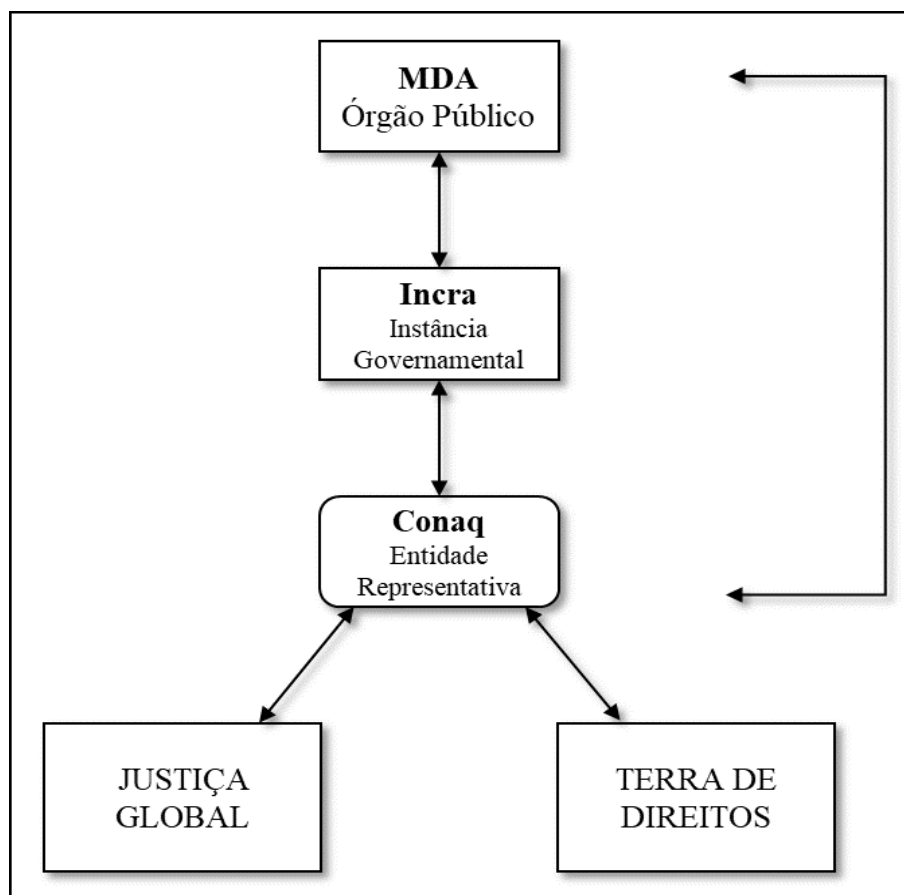 MDA
Órgão Público
Incra
Instância
Governamental
Conaq
Entidade
Representativa
JUSTIÇA
GLOBAL
TERRA DE
DIREITOS